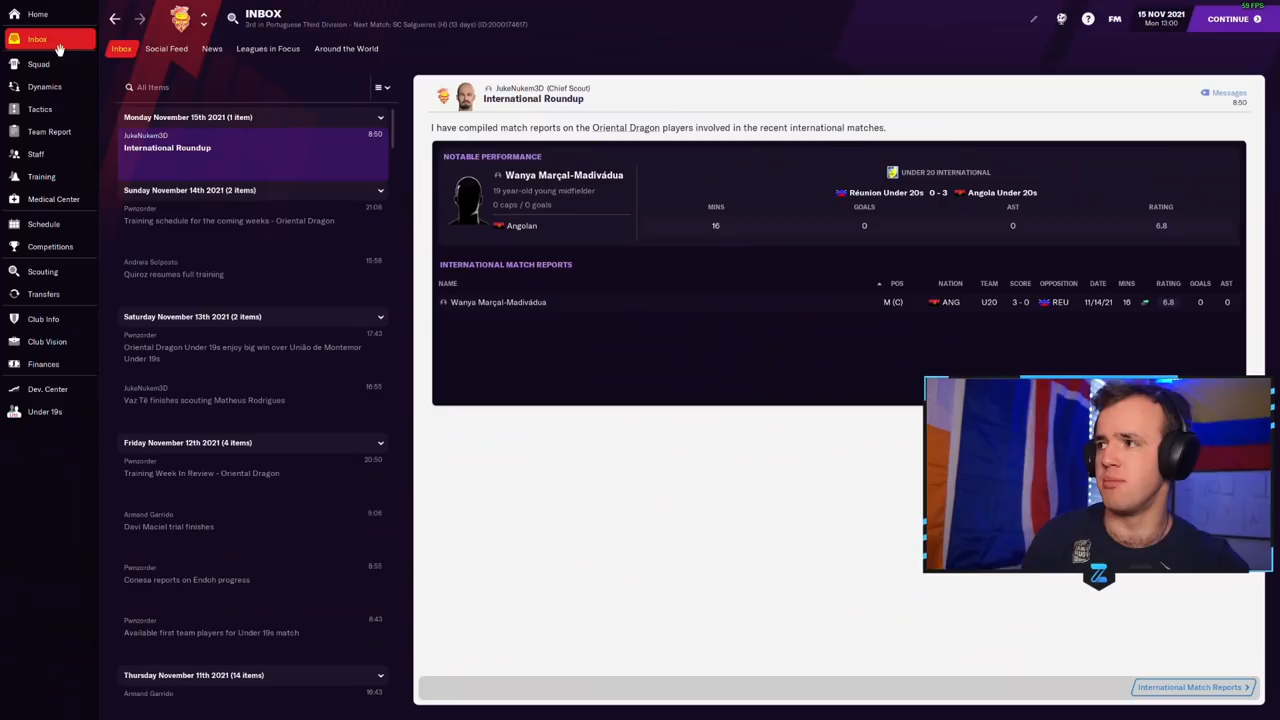 Home
Inbox
Squad
Dynamics
Tactics
Team Report
Staff
Training
Medical Center
Schedule
Competitions
Scouting
Transfers
Club Info
Club Vision
Finances
Dev. Center
Under 19s
INBOX
3rd in Portuguese Third Division - Next Match: SC Salgueiros (H) (13 days) (ID:2000174617)
59 FPS
FM
15 NOV 2021
Mon 13:00
CONTINUE
Inbox Social Feed News Leagues in Focus Around the World
All Items
Monday November 15th 2021 (1 item)
JukeNukem3D 8:50
International Roundup
Sunday November 14th 2021 (2 items)
Pwnzorder 21:08
Training schedule for the coming weeks - Oriental Dragon
Andreia Solposto 15:58
Quiroz resumes full training
Saturday November 13th 2021 (2 items)
Pwnzorder 17:43
Oriental Dragon Under 19s enjoy big win over União de Montemor
Under 19s
JukeNukem3D 16:55
Vaz Tê finishes scouting Matheus Rodrigues
Friday November 12th 2021 (4 items)
Pwnzorder 20:50
Training Week In Review - Oriental Dragon
Armand Garrido 9:06
Davi Maciel trial finishes
Pwnzorder 8:55
Conesa reports on Endoh progress
Pwnzorder 8:43
Available first team players for Under 19s match
Thursday November 11th 2021 (14 items)
Armand Garrido 16:43
JukeNukem3D (Chief Scout)
International Roundup
Messages
8:50
I have compiled match reports on the Oriental Dragon players involved in the recent international matches.
NOTABLE PERFORMANCE
Wanya Marçal-Madivádua
19 year-old young midfielder
0 caps / 0 goals
Angolan
UNDER 20 INTERNATIONAL
Réunion Under 20s 0 - 3 Angola Under 20s
MINS GOALS AST RATING
16 0 0 6.8
INTERNATIONAL MATCH REPORTS
NAME POS NATION TEAM SCORE OPPOSITION DATE MINS RATING GOALS AST
Wanya Marçal-Madivádua M (C) ANG U20 3 - 0 REU 11/14/21 16 6.8 0 0
International Match Reports